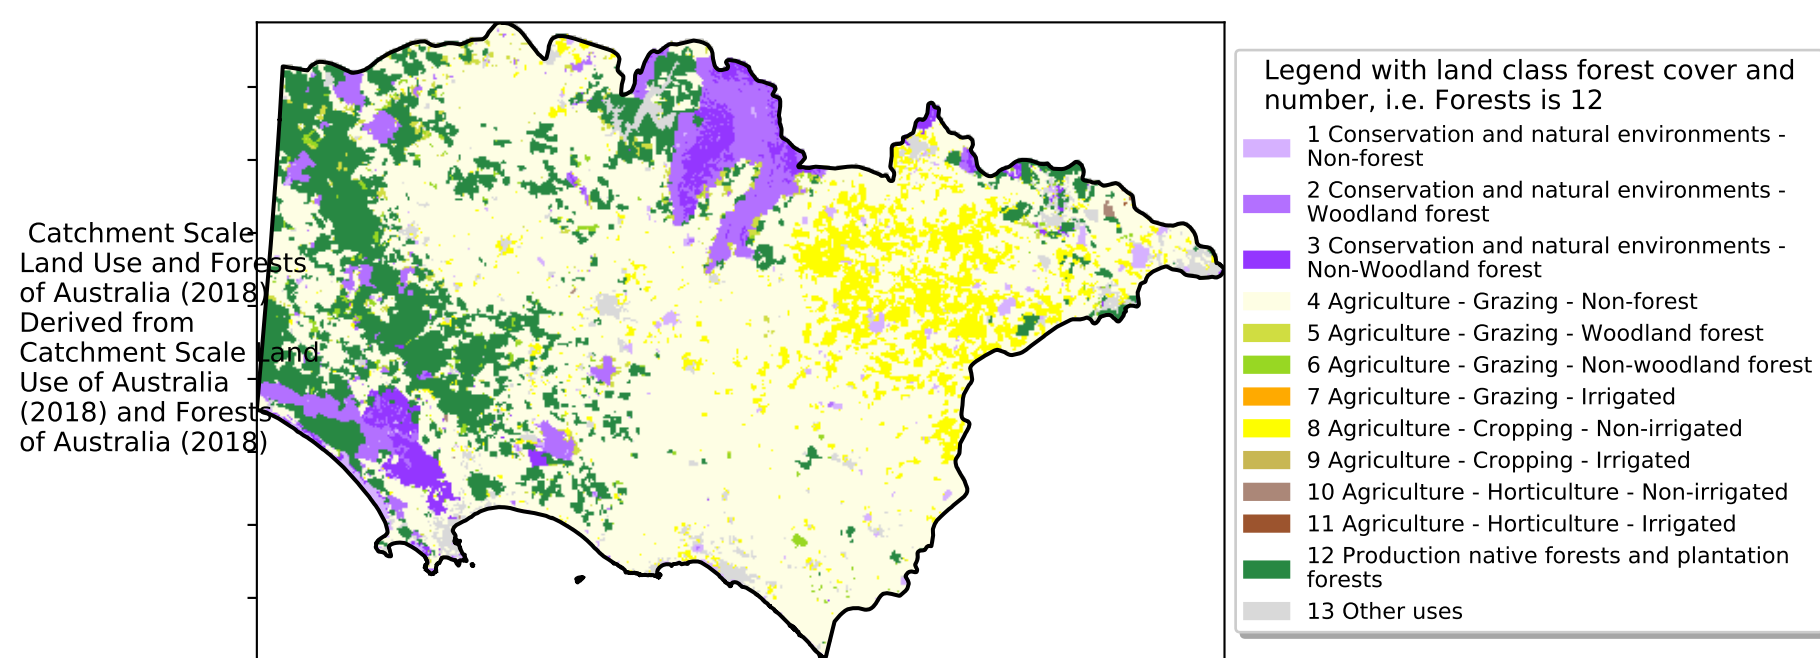 Catchment Scale
Land Use and Forests
of Australia (2018)
Derived from
Catchment Scale Land
Use of Australia
(2018) and Forests
of Australia (2018)
Legend with land class forest cover and
number, i.e. Forests is 12
1 Conservation and natural environments -
Non-forest
2 Conservation and natural environments -
Woodland forest
3 Conservation and natural environments -
Non-Woodland forest
4 Agriculture - Grazing - Non-forest
5 Agriculture - Grazing - Woodland forest
6 Agriculture - Grazing - Non-woodland forest
7 Agriculture - Grazing - Irrigated
8 Agriculture - Cropping - Non-irrigated
9 Agriculture - Cropping - Irrigated
10 Agriculture - Horticulture - Non-irrigated
11 Agriculture - Horticulture - Irrigated
12 Production native forests and plantation
forests
13 Other uses